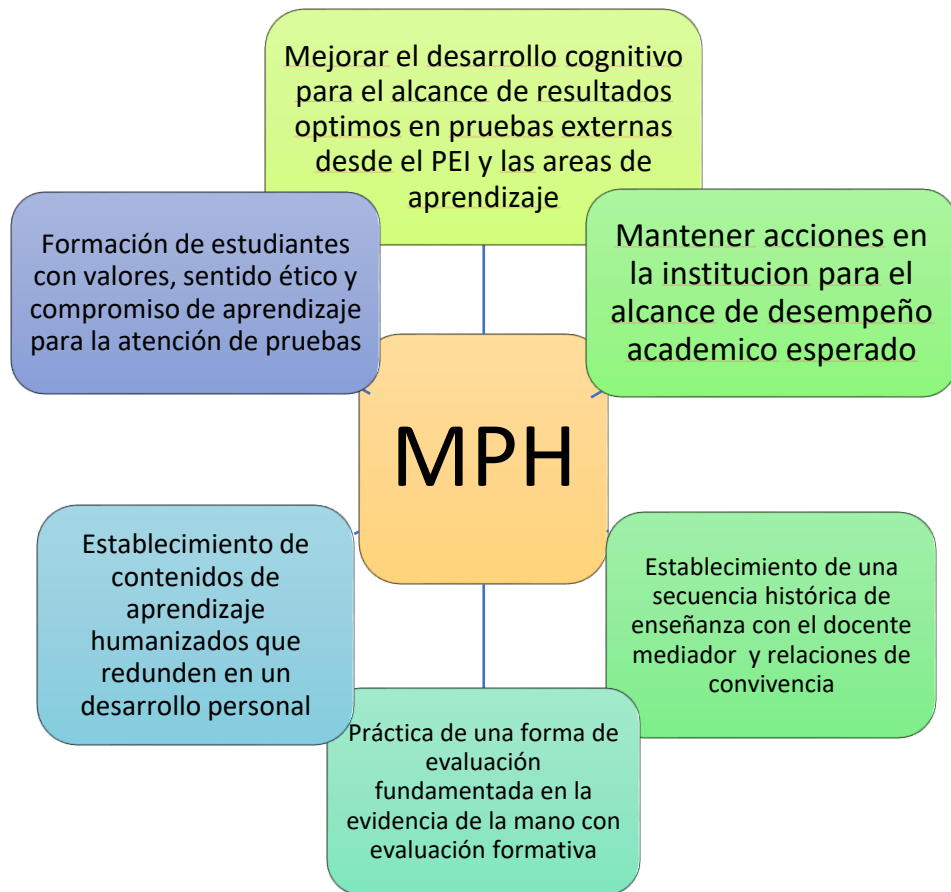 Mejorar el desarrollo cognitivo
para el alcance de resultados
optimos en pruebas externas
desde el PEI y las areas de
aprendizaje
Formación de estudiantes
con valores, sentido ético y
compromiso de aprendizaje
para la atención de pruebas
Mantener acciones en
la institucion para el
alcance de desempeño
academico esperado
MPH
Establecimiento de
contenidos de
aprendizaje
humanizados que
redunden en un
desarrollo personal
Establecimiento de una
secuencia histórica de
enseñanza con el docente
mediador y relaciones de
convivencia
Práctica de una forma de
evaluación
fundamentada en la
evidencia de la mano con
evaluación formativa